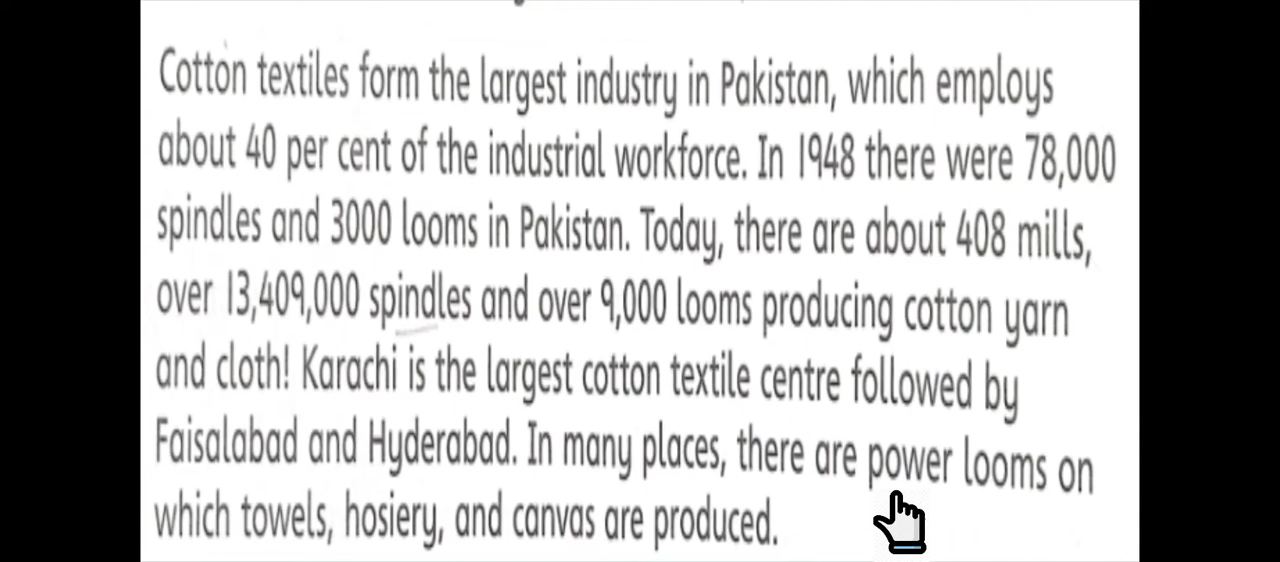 Cotton textiles form the largest industry in Pakistan, which employs
about 40 per cent of the industrial workforce. In 1948 there were 78,000
spindles and 3000 looms in Pakistan. Today, there are about 408 mills,
over 13,409,000 spindles and over 9,000 looms producing cotton yarn
and cloth! Karachi is the largest cotton textile centre followed by
Faisalabad and Hyderabad. In many places, there are power looms on
which towels, hosiery, and canvas are produced.